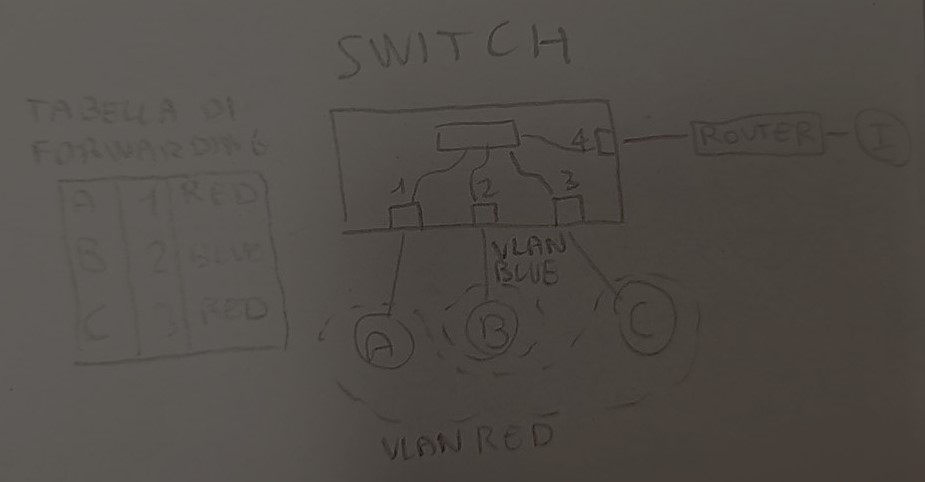 SWITCH
TABELLA DI
FORWARDING
A 1 RED
B 2 BLUE
C 3 RED
1 2 3 4
ROUTER
I
VLAN
BLUE
A B C
VLAN RED